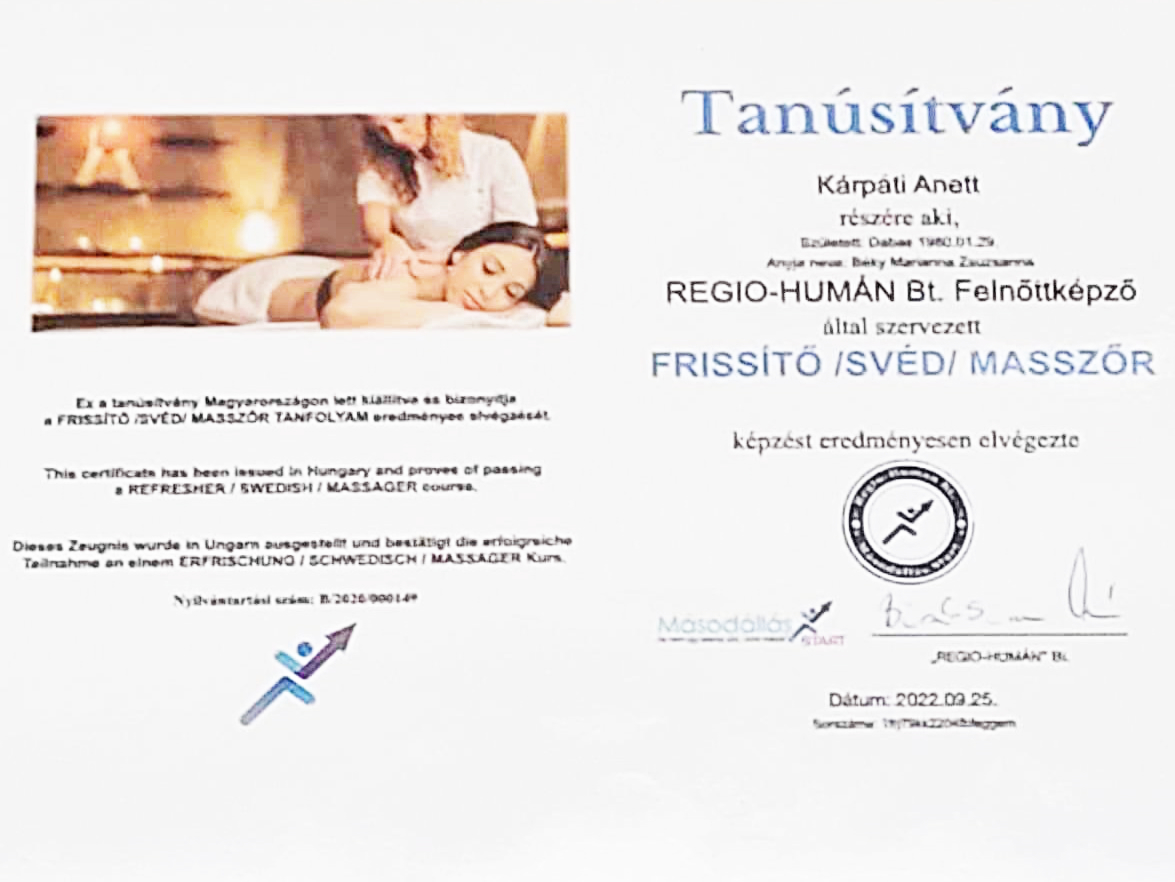 Ez a tanúsítvány Magyarországon lett kiállítva és bizonyítja
a FRISSÍTŐ /SVÉD/ MASSZŐR TANFOLYAM eredményes elvégzését.
This certificate has been issued in Hungary and proves of passing
a REFRESHER / SWEDISH / MASSAGER course.
Dieses Zeugnis wurde in Ungarn ausgestellt und bestätigt die erfolgreiche
Teilnahme an einem ERFRISCHUNG / SCHWEDISCH / MASSAGER Kurs.
Nyilvántartási szám: B/2020/000149
Tanúsítvány
Kárpáti Anett
részére aki,
Született: Dabas 1980.01.29.
Anyja neve: Béky Marianna Zsuzsanna
REGIO-HUMÁN Bt. Felnőttképző
által szervezett
FRISSÍTŐ /SVÉD/ MASSZŐR
képzést eredményesen elvégezte
Regio-Humán Bt.
Másodállás
START
„REGIO-HUMÁN" Bt.
Dátum: 2022.09.25.
Sorszáma: